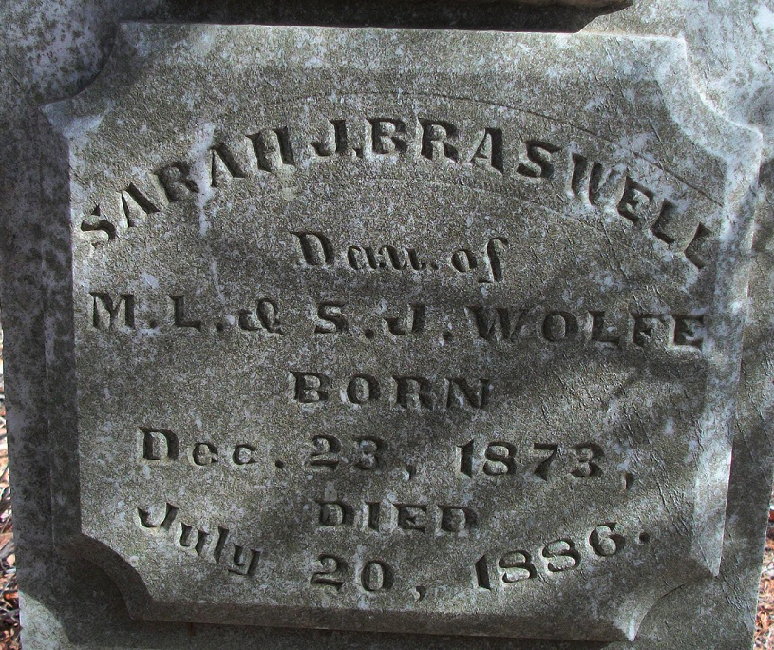 SARAH J. BRASWELL
Dau. of
M. L. & S. J. WOLFE
BORN
Dec. 23, 1873,
DIED
July 20, 1886.